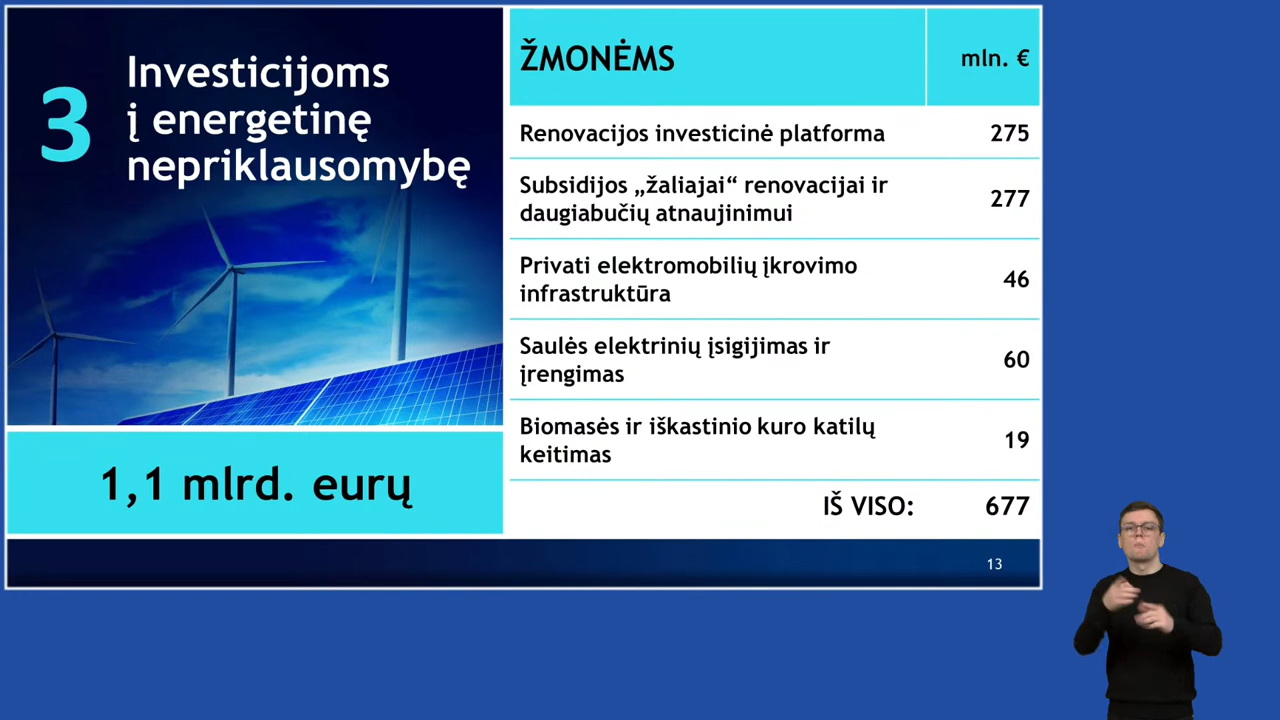 3
Investicijoms
į energetinę
nepriklausomybę
1,1 mlrd. eurų
ŽMONĖMS mln. €
Renovacijos investicinė platforma 275
Subsidijos „žaliajai“ renovacijai ir
daugiabučių atnaujinimui 277
Privati elektromobilių įkrovimo
infrastruktūra 46
Saulės elektrinių įsigijimas ir
įrengimas 60
Biomasės ir iškastinio kuro katilų
keitimas 19
IŠ VISO: 677
13